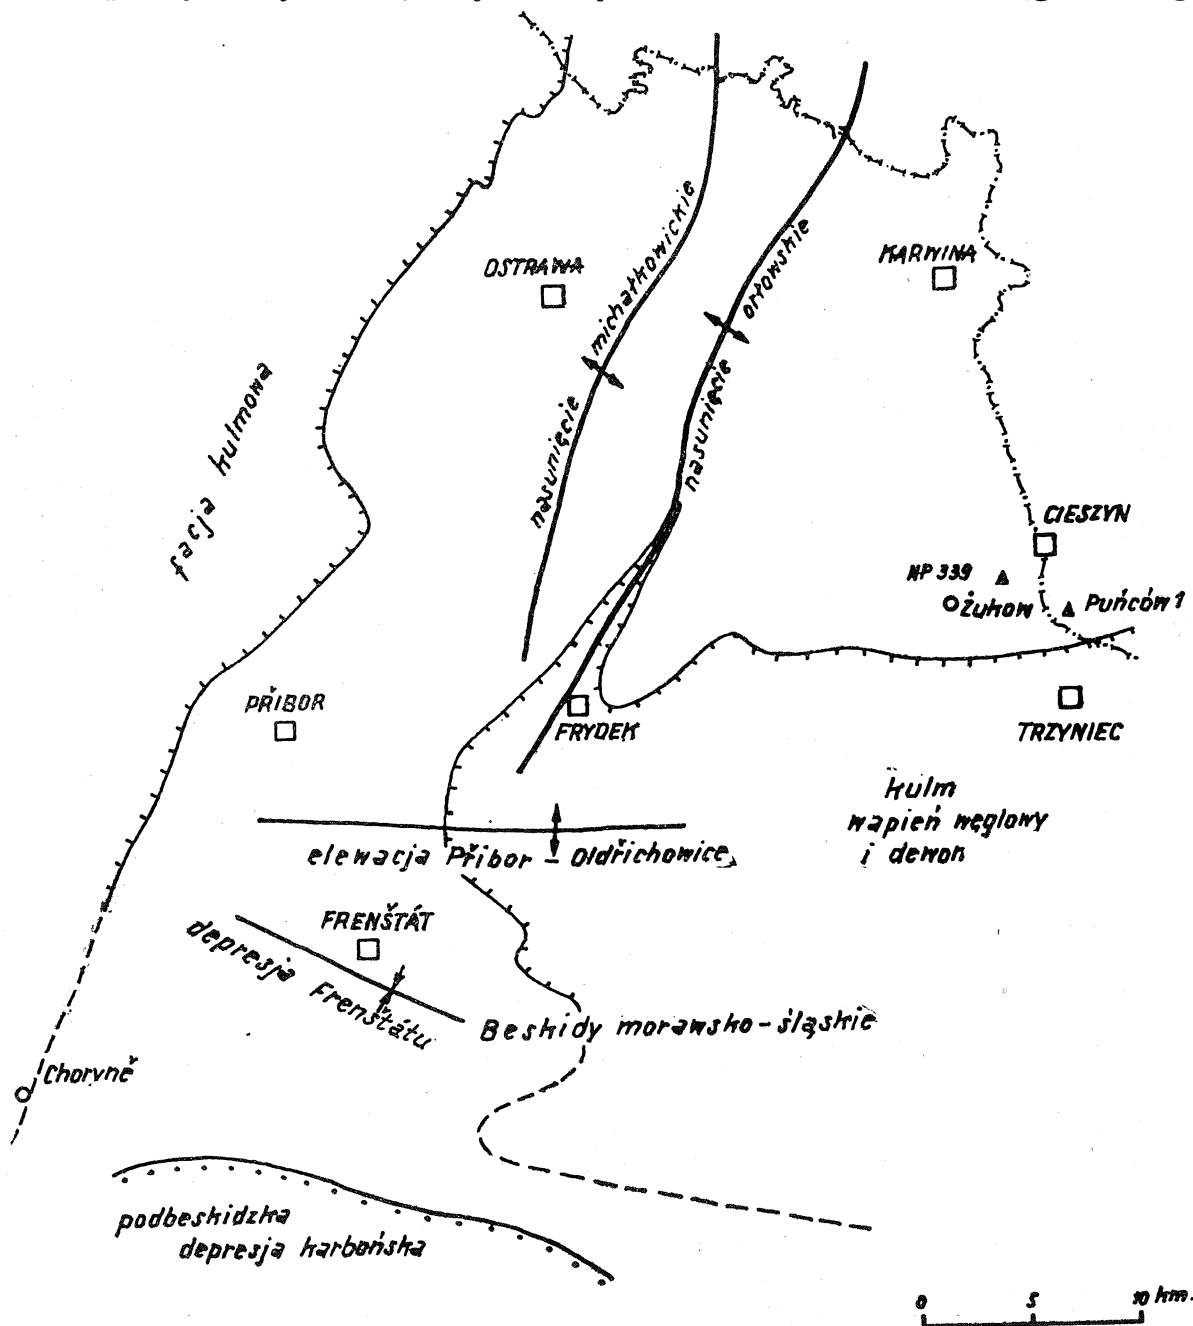 OSTRAWA
KARWINA
nasunięcie michałkowickie
nasunięcie orłowskie
facja kulmowa
CIESZYN
NP 339
Żukow
Puńców 1
PŘIBOR
FRYDEK
TRZYNIEC
kulm
wapień węglowy
i dewon
elewacja Přibor – Oldřichowice
FRENŠTÁT
depresja Frenštátu
Beskidy morawsko-śląskie
Choryně
podbeskidzka
depresja karbońska
0 5 10 km.